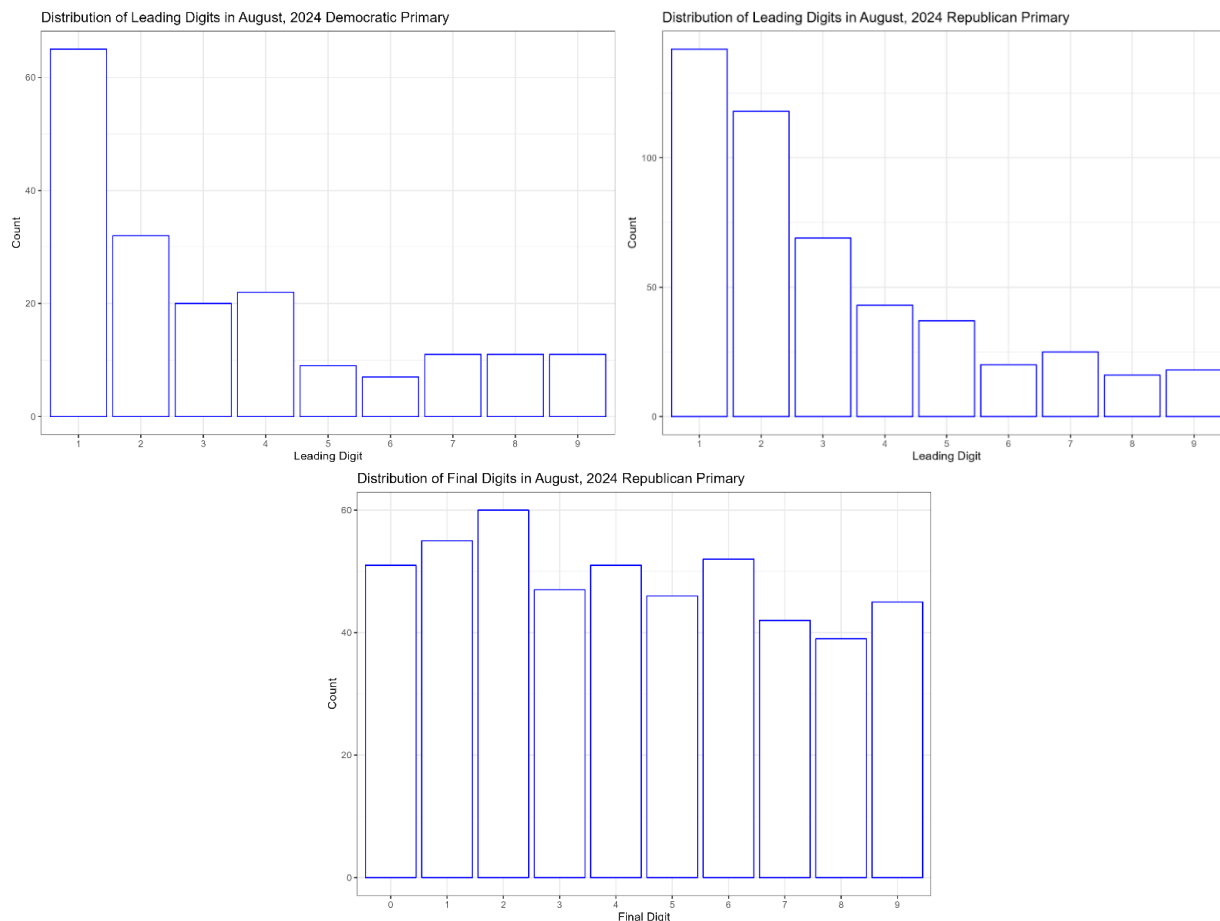 Distribution of Leading Digits in August, 2024 Democratic Primary
60
40
20
0
Count
1 2 3 4 5 6 7 8 9
Leading Digit
Distribution of Leading Digits in August, 2024 Republican Primary
100
50
0
Count
1 2 3 4 5 6 7 8 9
Leading Digit
Distribution of Final Digits in August, 2024 Republican Primary
60
40
20
0
Count
0 1 2 3 4 5 6 7 8 9
Final Digit